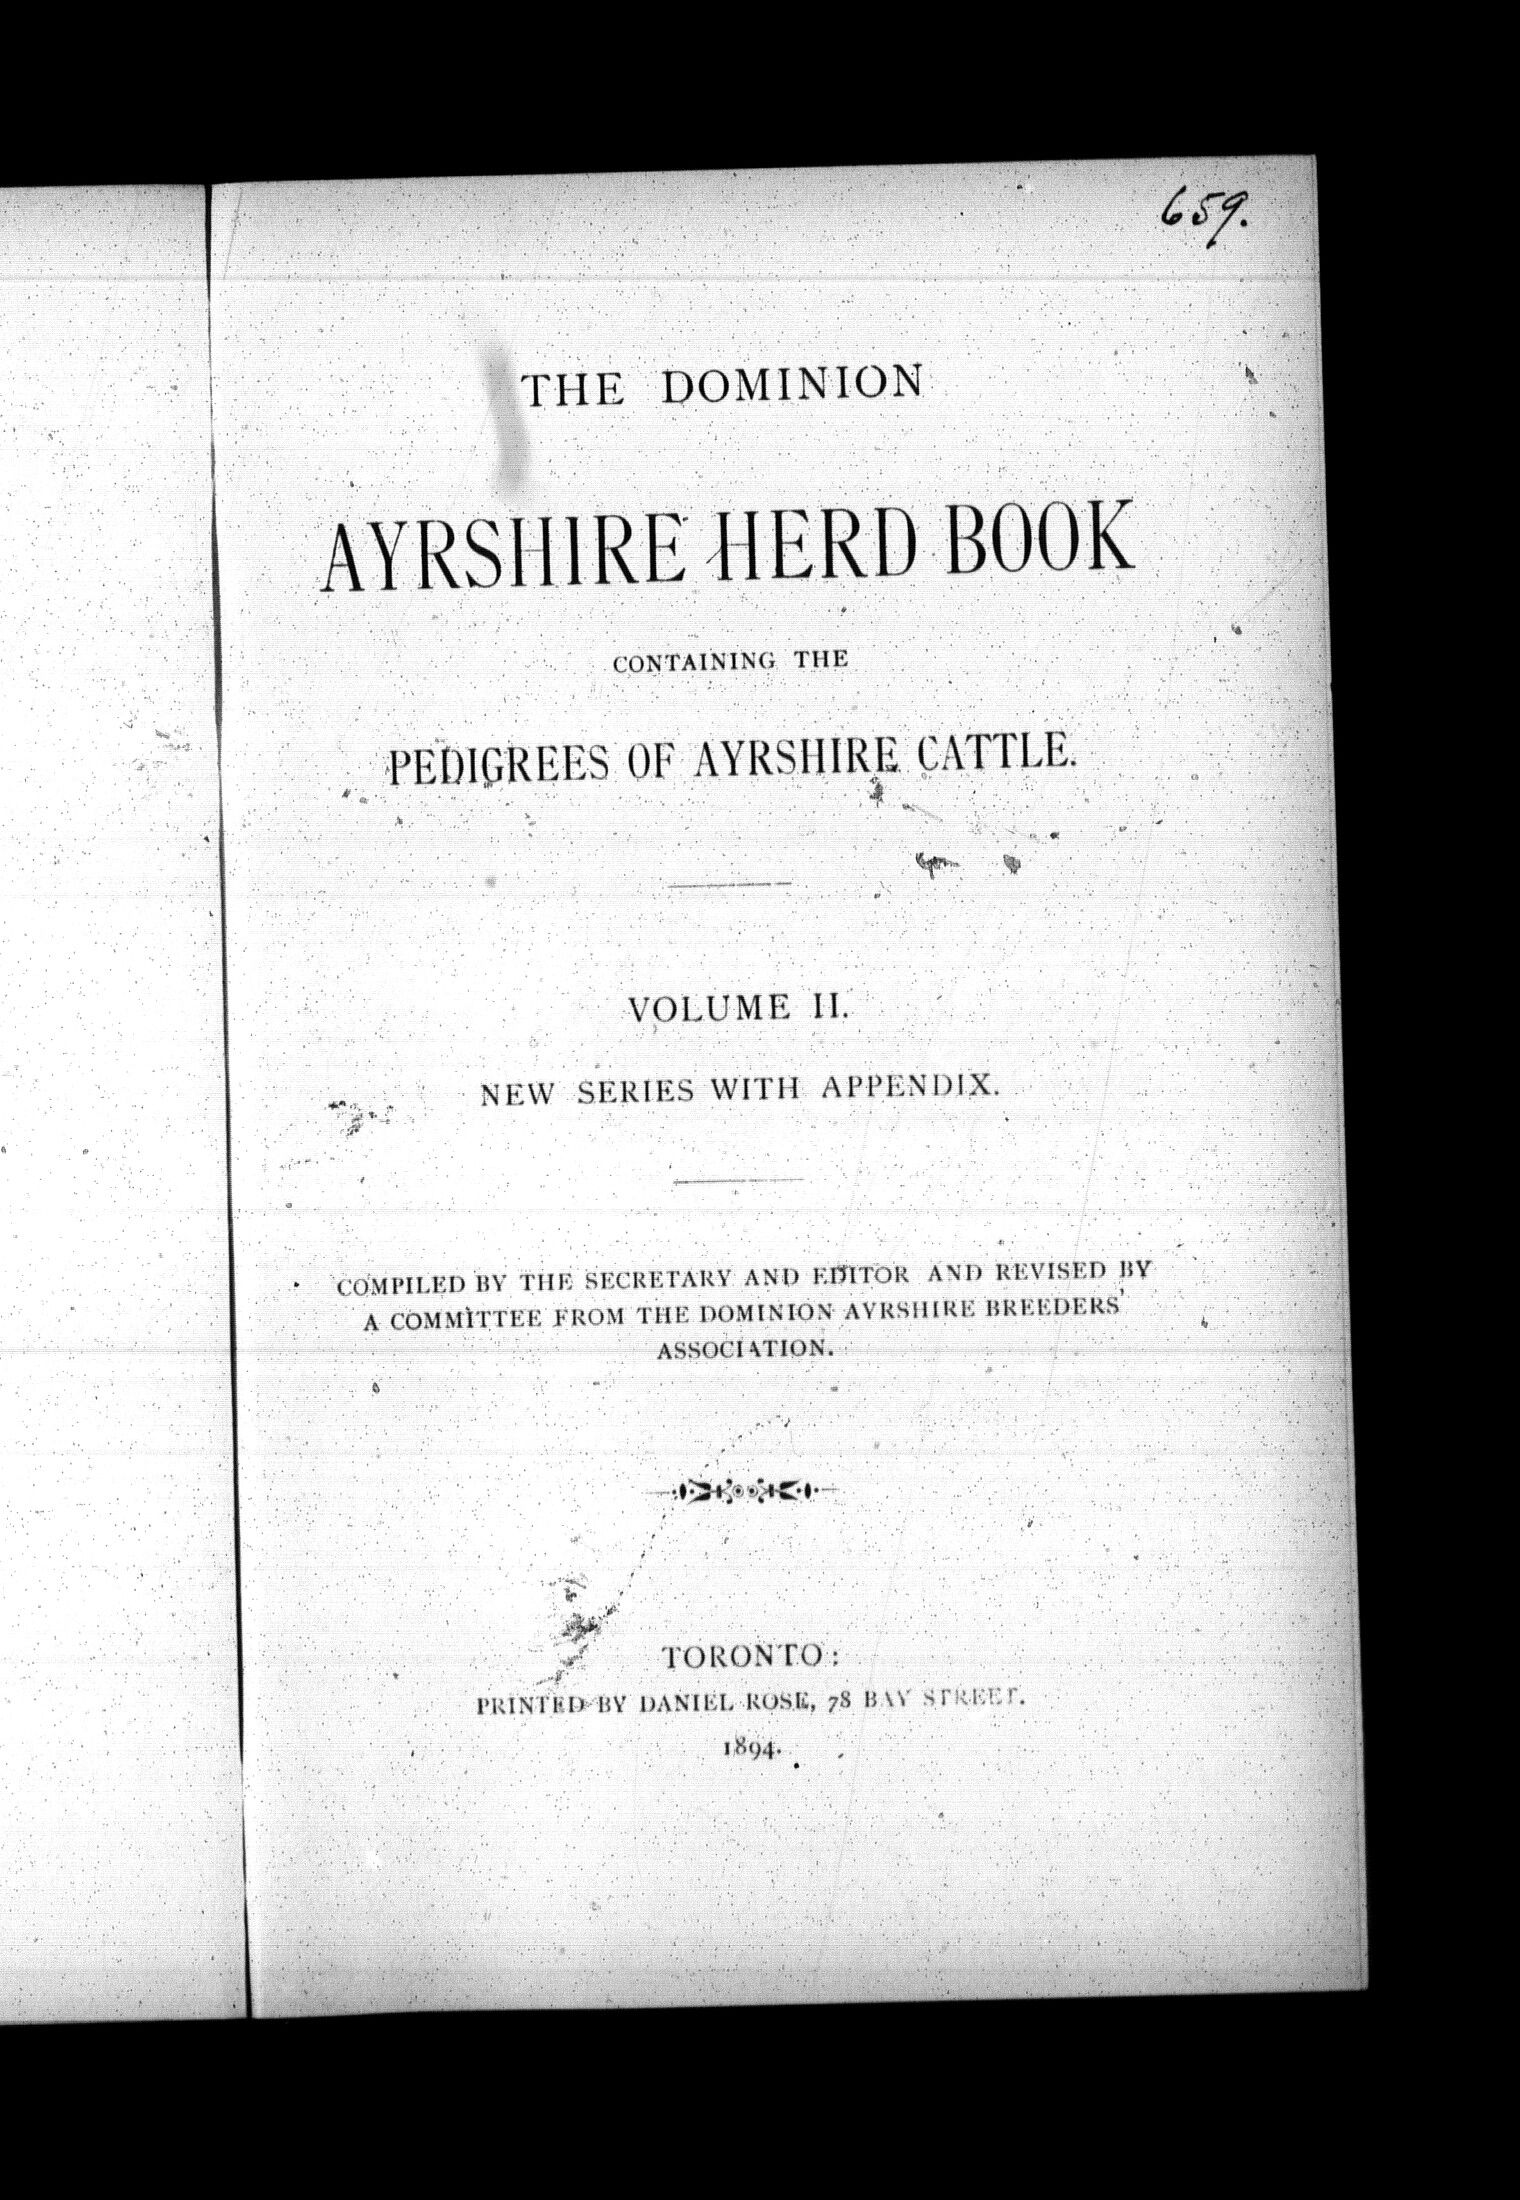 659.
THE DOMINION
AYRSHIRE HERD BOOK
CONTAINING THE
PEDIGREES OF AYRSHIRE CATTLE.
VOLUME II.
NEW SERIES WITH APPENDIX.
COMPILED BY THE SECRETARY AND EDITOR AND REVISED BY
A COMMITTEE FROM THE DOMINION AYRSHIRE BREEDERS'
ASSOCIATION.
TORONTO:
PRINTED BY DANIEL ROSE, 78 BAY STREET.
1894.